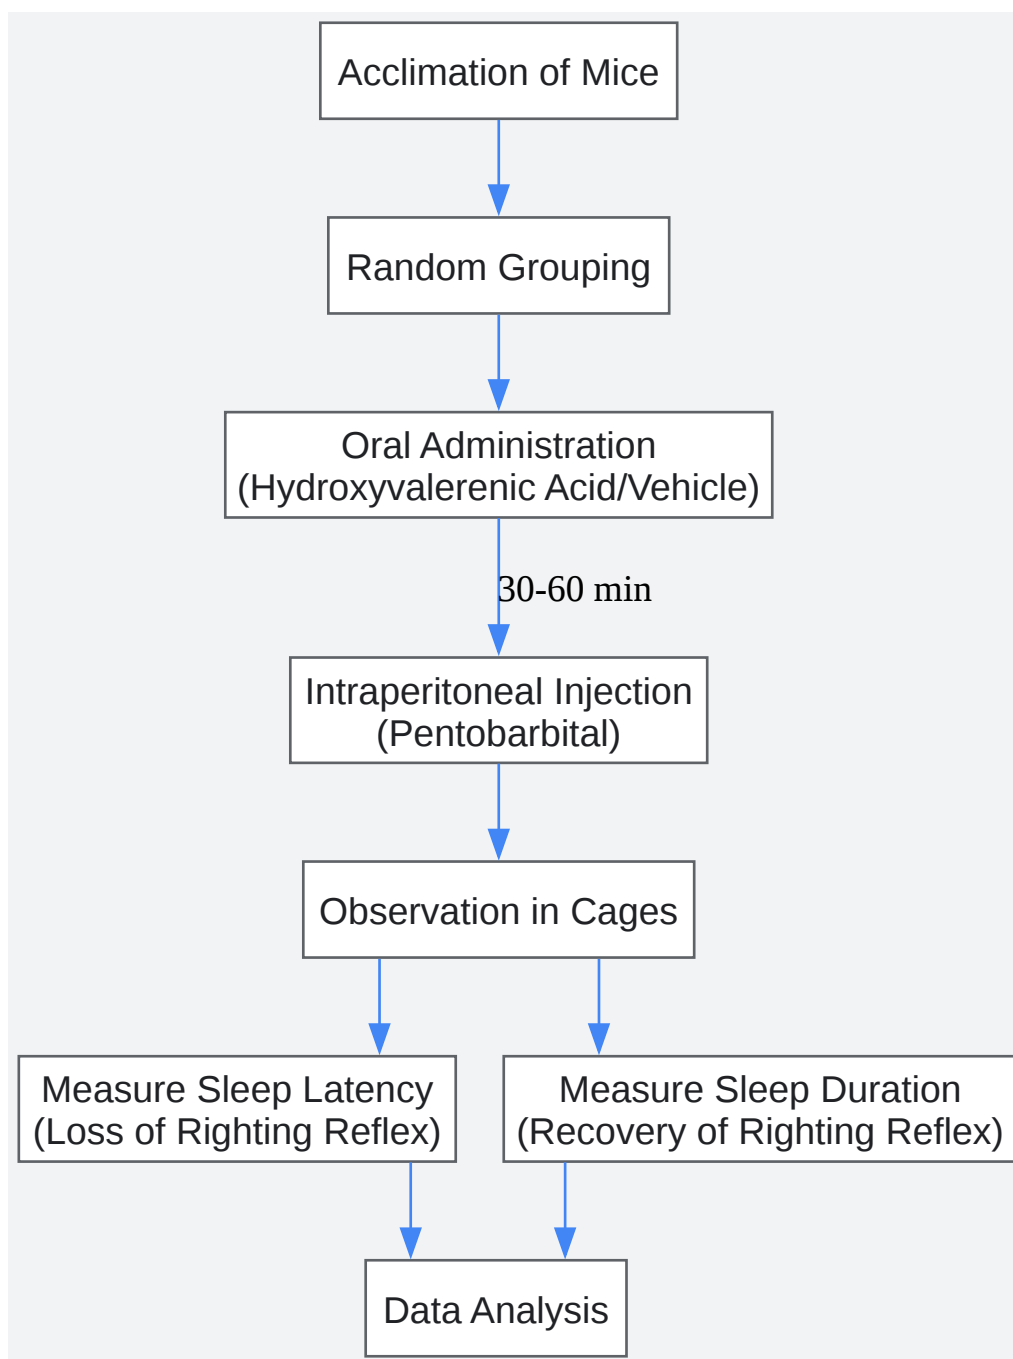 Acclimation of Mice
Random Grouping
Oral Administration
(Hydroxyvalerenic Acid/Vehicle)
30-60 min
Intraperitoneal Injection
(Pentobarbital)
Observation in Cages
Measure Sleep Latency
(Loss of Righting Reflex)
Measure Sleep Duration
(Recovery of Righting Reflex)
Data Analysis